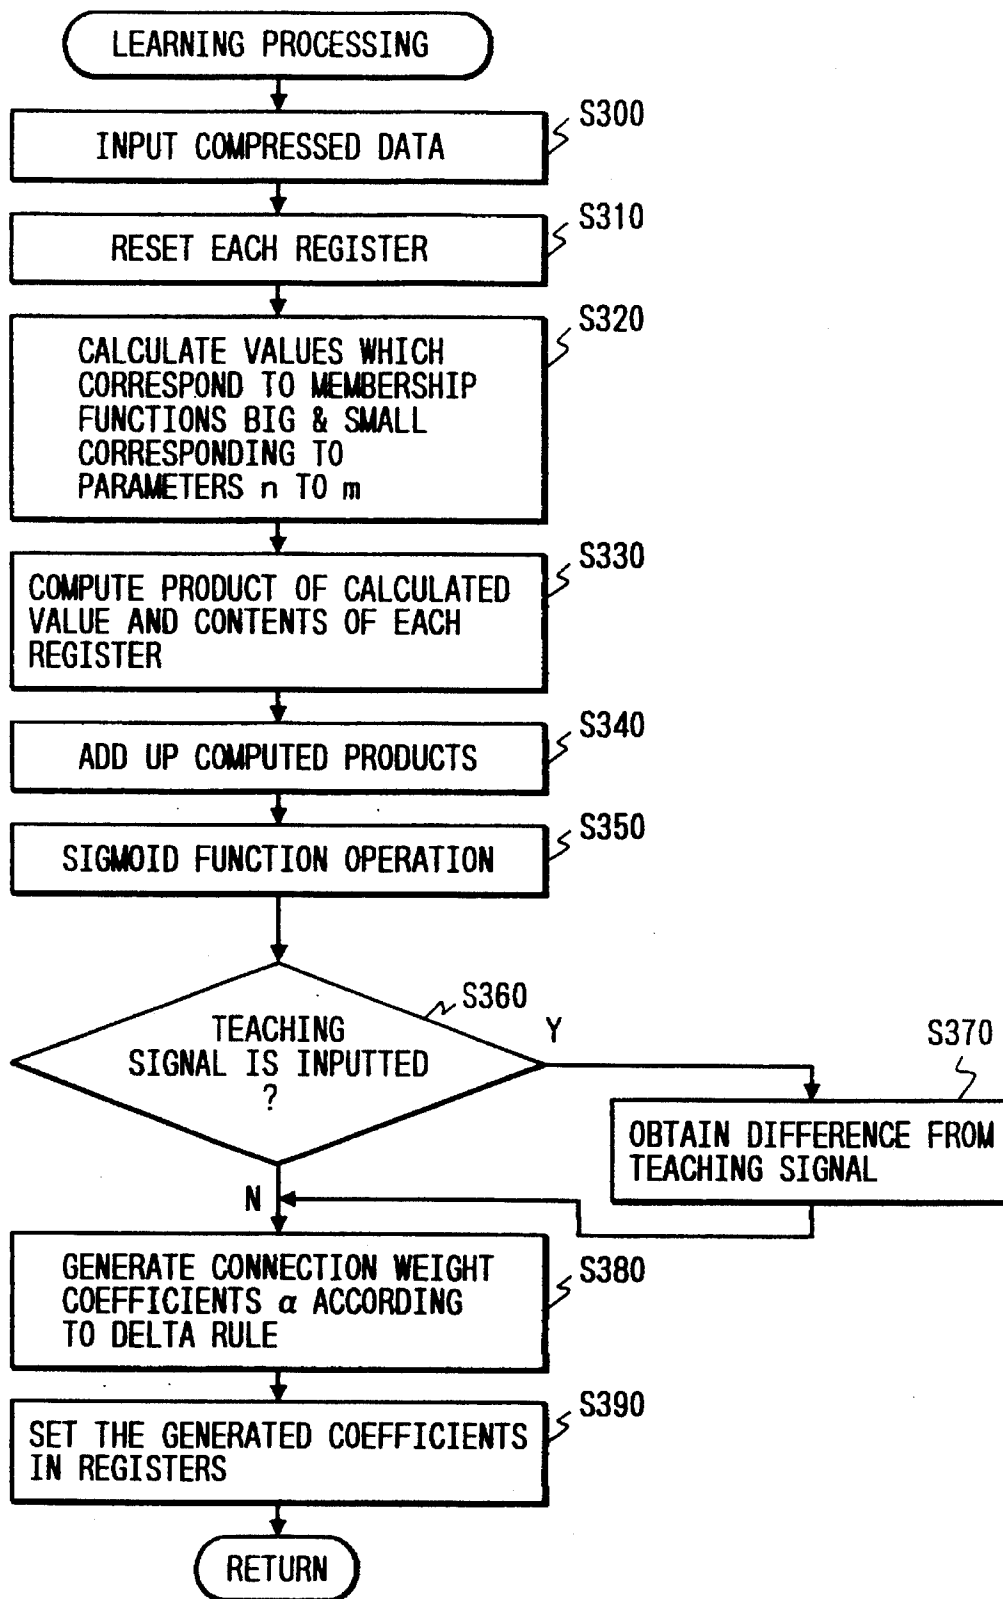 LEARNING PROCESSING
S300
INPUT COMPRESSED DATA
S310
RESET EACH REGISTER
S320
CALCULATE VALUES WHICH
CORRESPOND TO MEMBERSHIP
FUNCTIONS BIG & SMALL
CORRESPONDING TO
PARAMETERS n TO m
S330
COMPUTE PRODUCT OF CALCULATED
VALUE AND CONTENTS OF EACH
REGISTER
S340
ADD UP COMPUTED PRODUCTS
S350
SIGMOID FUNCTION OPERATION
S360
TEACHING
SIGNAL IS INPUTTED
?
Y
S370
OBTAIN DIFFERENCE FROM
TEACHING SIGNAL
N
S380
GENERATE CONNECTION WEIGHT
COEFFICIENTS α ACCORDING
TO DELTA RULE
S390
SET THE GENERATED COEFFICIENTS
IN REGISTERS
RETURN